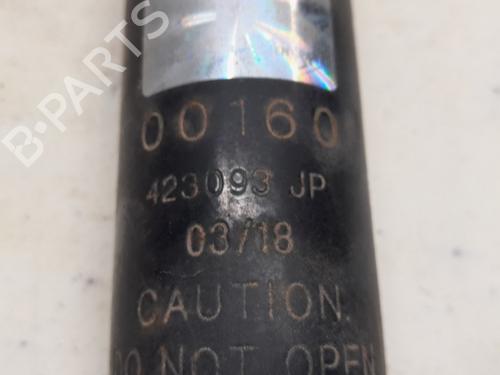 B-PARTS
00160
423093 JP
03/18
CAUTION.
DO NOT OPEN